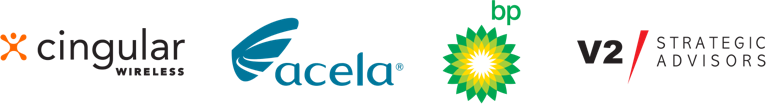 cingular
WIRELESS
acela®
bp
V2 STRATEGIC
ADVISORS